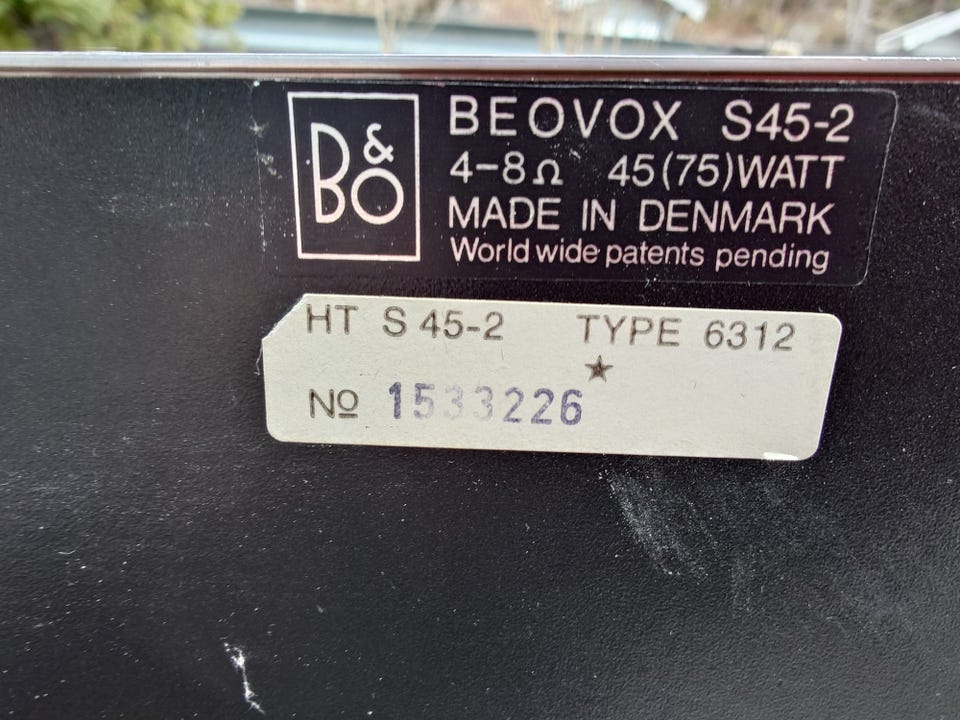 B&O
BEOVOX S45-2
4-8Ω 45(75)WATT
MADE IN DENMARK
World wide patents pending
HT S 45-2 TYPE 6312
★
No 1533226